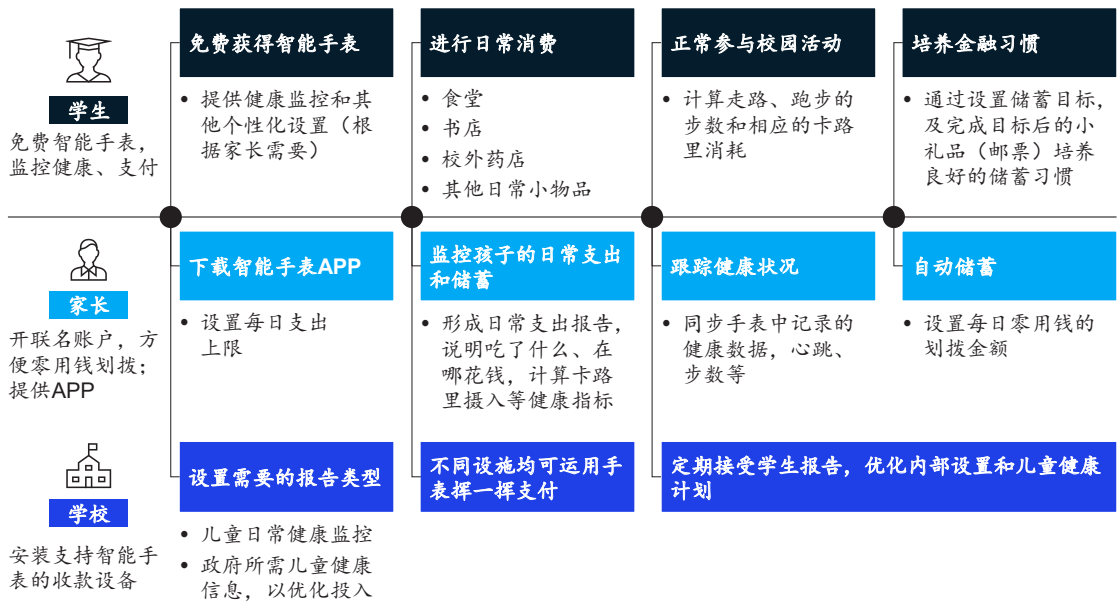 学生
免费智能手表，
监控健康、支付
免费获得智能手表
• 提供健康监控和其
他个性化设置（根
据家长需要）
进行日常消费
• 食堂
• 书店
• 校外药店
• 其他日常小物品
正常参与校园活动
• 计算走路、跑步的
步数和相应的卡路
里消耗
培养金融习惯
• 通过设置储蓄目标，
及完成目标后的小
礼品（邮票）培养
良好的储蓄习惯
家长
开联名账户，方
便零用钱划拨；
提供APP
下载智能手表APP
• 设置每日支出
上限
监控孩子的日常支出
和储蓄
• 形成日常支出报告，
说明吃了什么、在
哪花钱，计算卡路
里摄入等健康指标
跟踪健康状况
• 同步手表中记录的
健康数据，心跳、
步数等
自动储蓄
• 设置每日零用钱的
划拨金额
学校
安装支持智能手
表的收款设备
设置需要的报告类型
• 儿童日常健康监控
• 政府所需儿童健康
信息，以优化投入
不同设施均可运用手
表挥一挥支付
定期接受学生报告，优化内部设置和儿童健康
计划